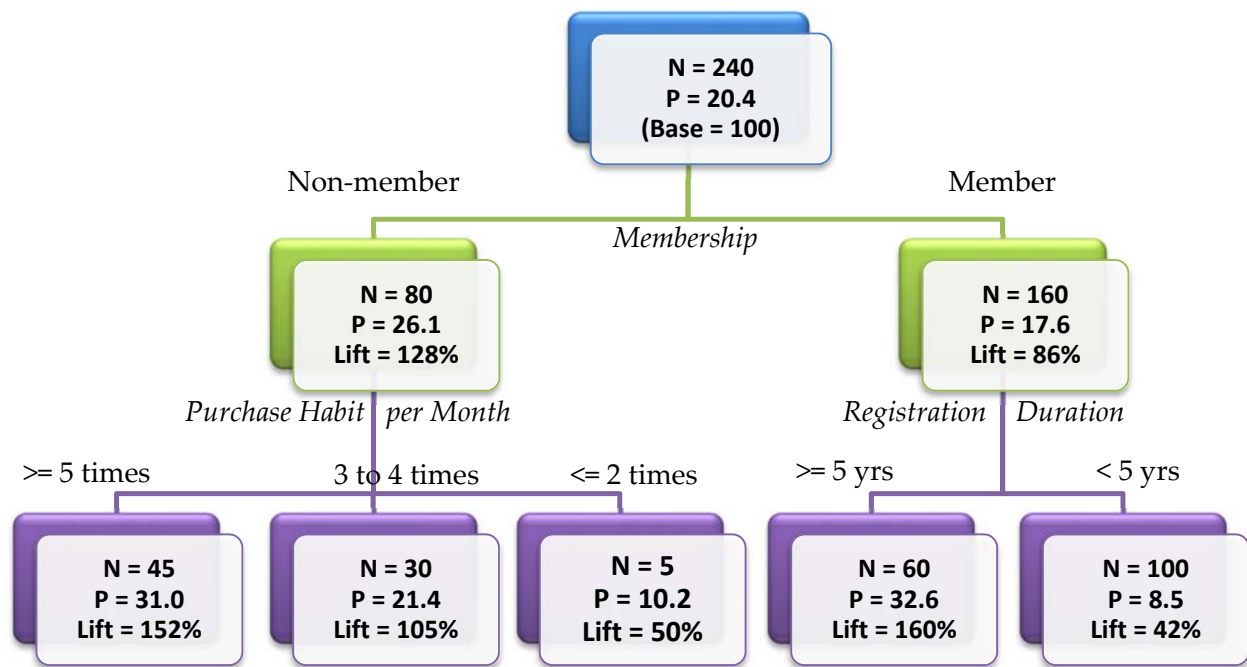 N = 240
P = 20.4
(Base = 100)
Non-member
Member
Membership
N = 80
P = 26.1
Lift = 128%
N = 160
P = 17.6
Lift = 86%
Purchase Habit per Month
Registration Duration
>= 5 times
3 to 4 times
<= 2 times
>= 5 yrs
< 5 yrs
N = 45
P = 31.0
Lift = 152%
N = 30
P = 21.4
Lift = 105%
N = 5
P = 10.2
Lift = 50%
N = 60
P = 32.6
Lift = 160%
N = 100
P = 8.5
Lift = 42%